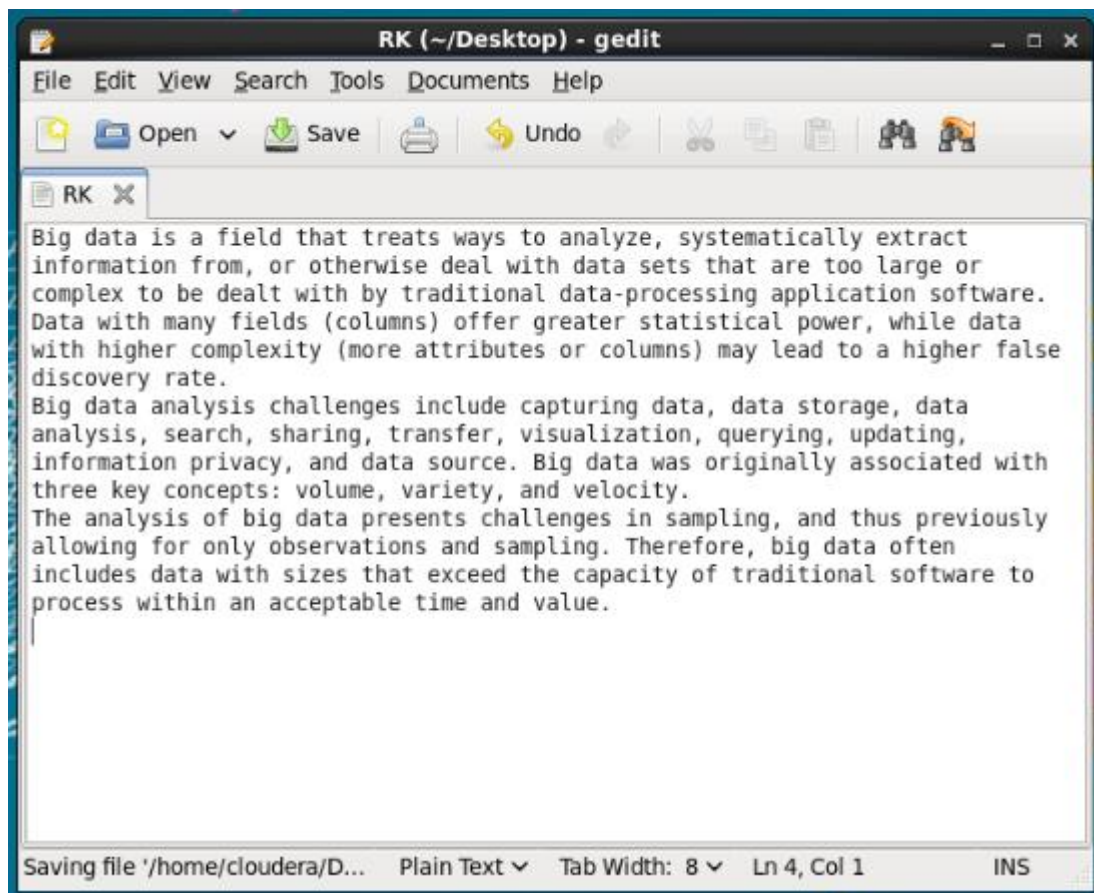 RK (~/Desktop) - gedit
File Edit View Search Tools Documents Help
Open Save Undo
RK
Big data is a field that treats ways to analyze, systematically extract
information from, or otherwise deal with data sets that are too large or
complex to be dealt with by traditional data-processing application software.
Data with many fields (columns) offer greater statistical power, while data
with higher complexity (more attributes or columns) may lead to a higher false
discovery rate.
Big data analysis challenges include capturing data, data storage, data
analysis, search, sharing, transfer, visualization, querying, updating,
information privacy, and data source. Big data was originally associated with
three key concepts: volume, variety, and velocity.
The analysis of big data presents challenges in sampling, and thus previously
allowing for only observations and sampling. Therefore, big data often
includes data with sizes that exceed the capacity of traditional software to
process within an acceptable time and value.
Saving file '/home/cloudera/D... Plain Text Tab Width: 8 Ln 4, Col 1 INS